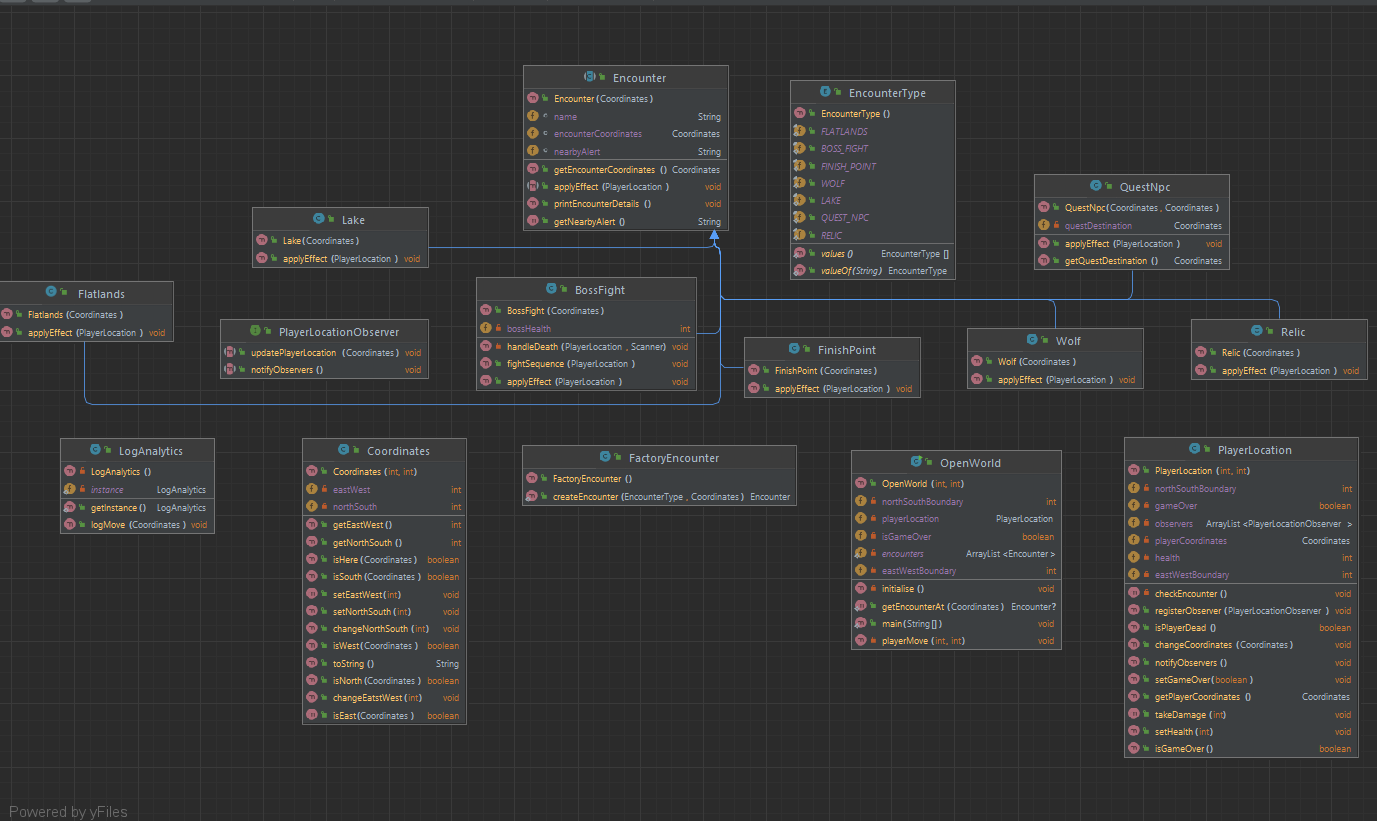 Encounter
Encounter (Coordinates )
name String
encounterCoordinates Coordinates
nearbyAlert String
getEncounterCoordinates () Coordinates
applyEffect (PlayerLocation ) void
printEncounterDetails () void
getNearbyAlert () String
EncounterType
EncounterType ()
FLATLANDS
BOSS_FIGHT
FINISH_POINT
WOLF
LAKE
QUEST_NPC
RELIC
values () EncounterType []
valueOf (String) EncounterType
QuestNpc
QuestNpc(Coordinates , Coordinates )
questDestination Coordinates
applyEffect (PlayerLocation ) void
getQuestDestination () Coordinates
Lake
Lake(Coordinates )
applyEffect (PlayerLocation ) void
Flatlands
Flatlands (Coordinates )
applyEffect (PlayerLocation ) void
PlayerLocationObserver
updatePlayerLocation (Coordinates ) void
notifyObservers () void
BossFight
BossFight (Coordinates )
bossHealth int
handleDeath (PlayerLocation , Scanner) void
fightSequence (PlayerLocation ) void
applyEffect (PlayerLocation ) void
FinishPoint
FinishPoint (Coordinates )
applyEffect (PlayerLocation ) void
Wolf
Wolf (Coordinates )
applyEffect (PlayerLocation ) void
Relic
Relic (Coordinates )
applyEffect (PlayerLocation ) void
LogAnalytics
LogAnalytics ()
instance LogAnalytics
getInstance () LogAnalytics
logMove (Coordinates ) void
Coordinates
Coordinates (int, int)
eastWest int
northSouth int
getEastWest () int
getNorthSouth () int
isHere (Coordinates ) boolean
isSouth (Coordinates ) boolean
setEastWest(int) void
setNorthSouth (int) void
changeNorthSouth (int) void
isWest(Coordinates ) boolean
toString () String
isNorth (Coordinates ) boolean
changeEatstWest (int) void
isEast(Coordinates ) boolean
FactoryEncounter
FactoryEncounter ()
createEncounter (EncounterType , Coordinates ) Encounter
OpenWorld
OpenWorld (int, int)
northSouthBoundary int
playerLocation PlayerLocation
isGameOver boolean
encounters ArrayList <Encounter >
eastWestBoundary int
initialise () void
getEncounterAt (Coordinates ) Encounter?
main(String []) void
playerMove (int, int) void
PlayerLocation
PlayerLocation (int, int)
northSouthBoundary int
gameOver boolean
observers ArrayList <PlayerLocationObserver >
playerCoordinates Coordinates
health int
eastWestBoundary int
checkEncounter () void
registerObserver (PlayerLocationObserver ) void
isPlayerDead () boolean
changeCoordinates (Coordinates ) void
notifyObservers () void
setGameOver(boolean ) void
getPlayerCoordinates () Coordinates
takeDamage (int) void
setHealth (int) void
isGameOver () boolean
Powered by yFiles